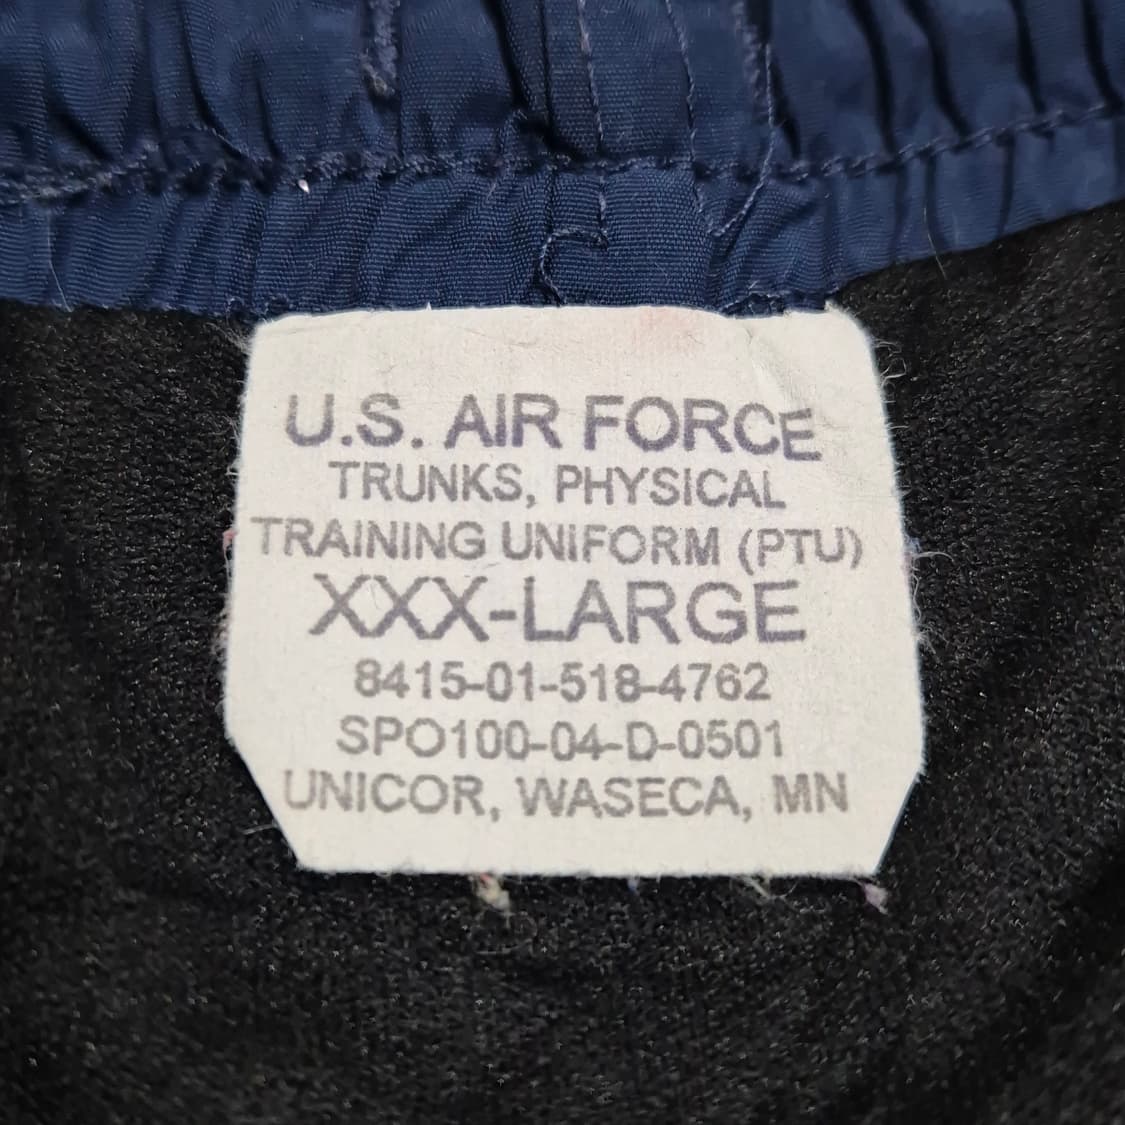 U.S. AIR FORCE
TRUNKS, PHYSICAL
TRAINING UNIFORM (PTU)
XXX-LARGE
8415-01-518-4762
SPO100-04-D-0501
UNICOR, WASECA, MN